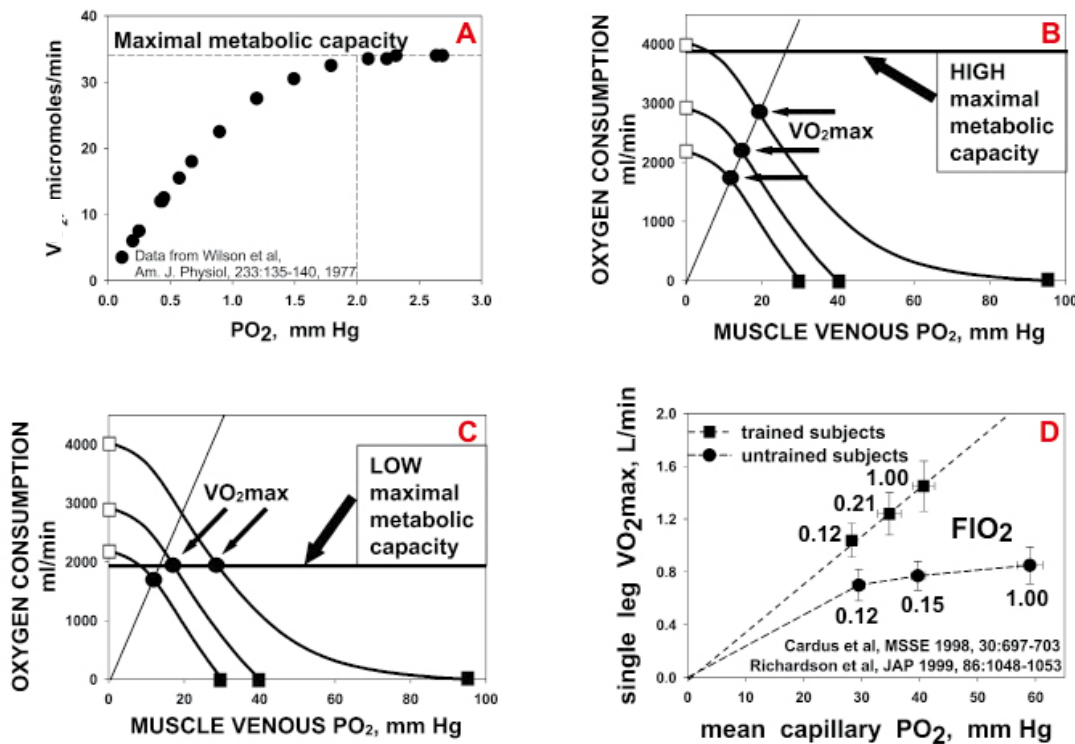 A
Maximal metabolic capacity
micromoles/min
40
30
20
10
0
Data from Wilson et al,
Am. J. Physiol, 233:135-140, 1977
0.0 0.5 1.0 1.5 2.0 2.5 3.0
PO2, mm Hg
B
OXYGEN CONSUMPTION
ml/min
4000
3000
2000
1000
0
HIGH
maximal
metabolic
capacity
VO2max
0 20 40 60 80 100
MUSCLE VENOUS PO2, mm Hg
C
OXYGEN CONSUMPTION
ml/min
4000
3000
2000
1000
0
LOW
maximal
metabolic
capacity
VO2max
0 20 40 60 80 100
MUSCLE VENOUS PO2, mm Hg
D
single leg VO2max, L/min
2.0
1.6
1.2
0.8
0.4
0.0
trained subjects
untrained subjects
1.00
0.21
0.12
FIO2
0.12
0.15
1.00
Cardus et al, MSSE 1998, 30:697-703
Richardson et al, JAP 1999, 86:1048-1053
0 10 20 30 40 50 60
mean capillary PO2, mm Hg